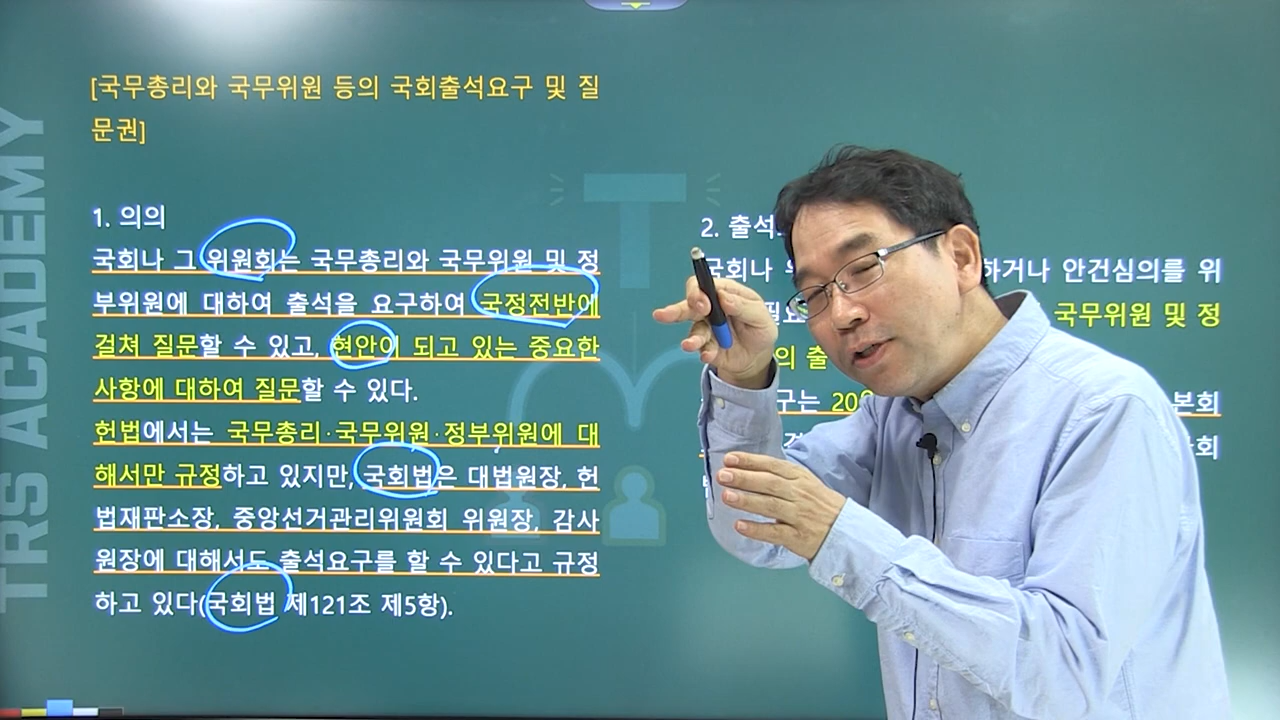 [국무총리와 국무위원 등의 국회출석요구 및 질
문권]
1. 의의
국회나 그 위원회는 국무총리와 국무위원 및 정
부위원에 대하여 출석을 요구하여 국정전반에
걸쳐 질문할 수 있고, 현안이 되고 있는 중요한
사항에 대하여 질문할 수 있다.
헌법에서는 국무총리·국무위원·정부위원에 대
해서만 규정하고 있지만, 국회법은 대법원장, 헌
법재판소장, 중앙선거관리위원회 위원장, 감사
원장에 대해서도 출석요구를 할 수 있다고 규정
하고 있다(국회법 제121조 제5항).
2. 출석
국회나 하거나 안건심의를 위
국무위원 및 정
의 출
구는 본회
TRS ACADEMY